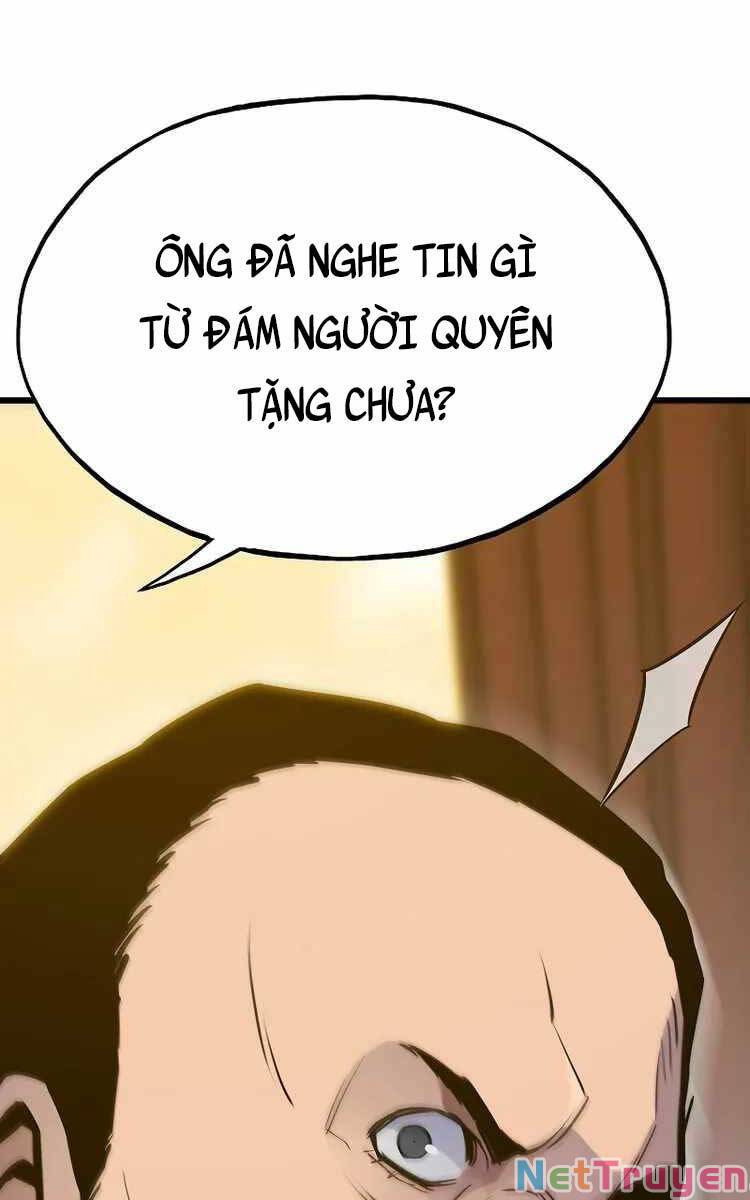 ÔNG ĐÃ NGHE TIN GÌ
TỪ ĐÁM NGƯỜI QUYÊN
TẶNG CHƯA?
NetTruyen